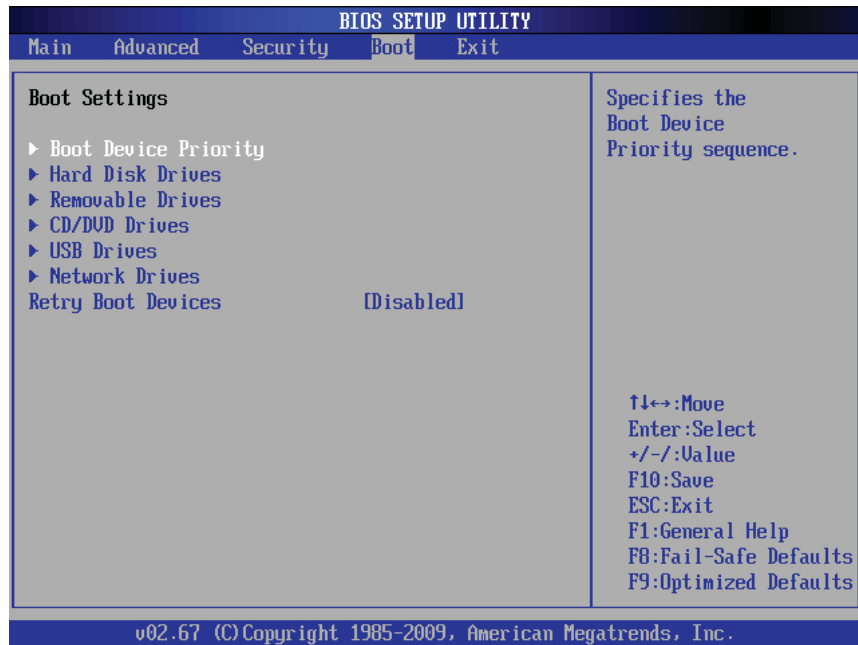 BIOS SETUP UTILITY
Main Advanced Security Boot Exit
Boot Settings
▶ Boot Device Priority
▶ Hard Disk Drives
▶ Removable Drives
▶ CD/DVD Drives
▶ USB Drives
▶ Network Drives
Retry Boot Devices [Disabled]
Specifies the
Boot Device
Priority sequence.
↑↓←→:Move
Enter:Select
+/-/:Value
F10:Save
ESC:Exit
F1:General Help
F8:Fail-Safe Defaults
F9:Optimized Defaults
v02.67 (C)Copyright 1985-2009, American Megatrends, Inc.